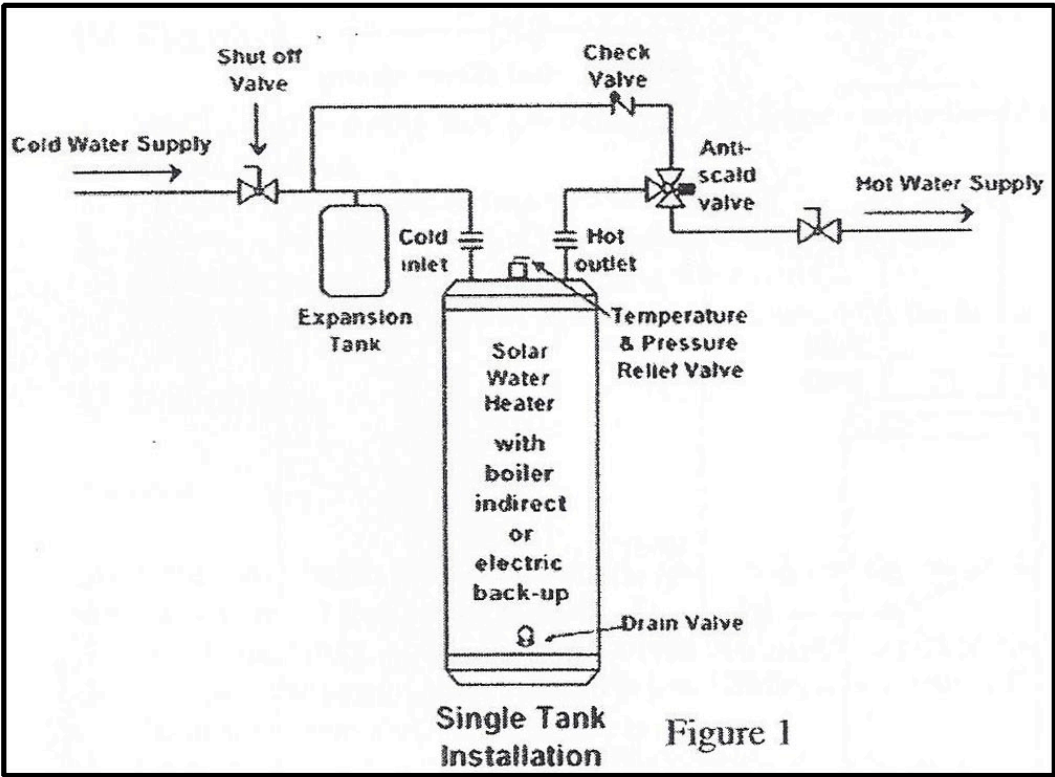 Shut off
Valve
Check
Valve
Cold Water Supply
Anti-
scald
valve
Hot Water Supply
Cold
inlet
Hot
outlet
Expansion
Tank
Temperature
& Pressure
Relief Valve
Solar
Water
Heater
with
boiler
indirect
or
electric
back-up
Drain Valve
Single Tank
Installation
Figure 1